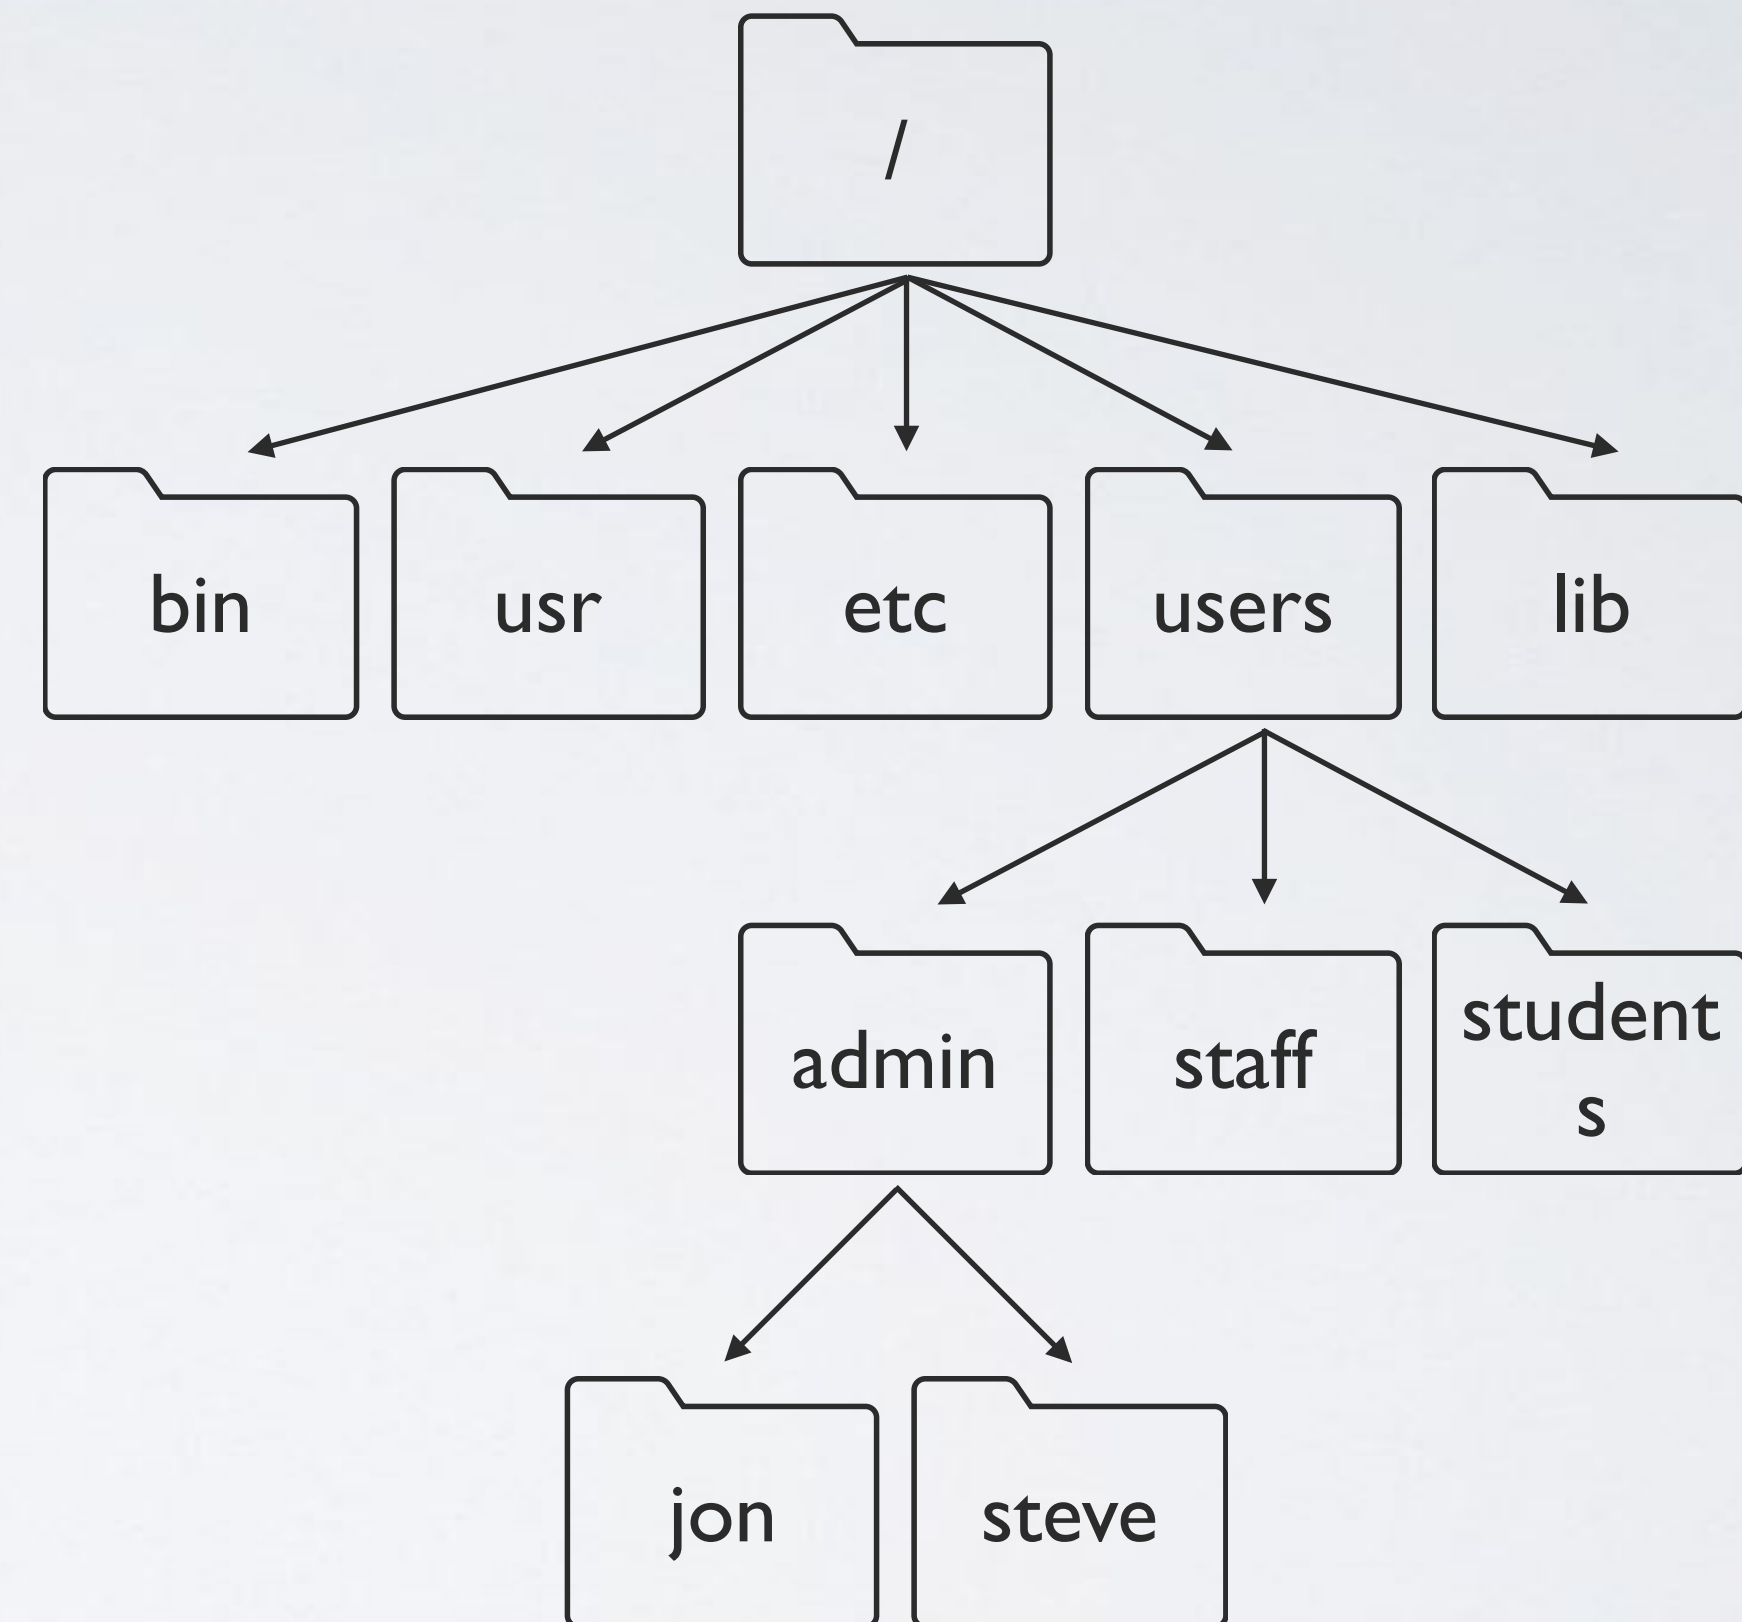 /
bin
usr
etc
users
lib
admin
staff
student
s
jon
steve